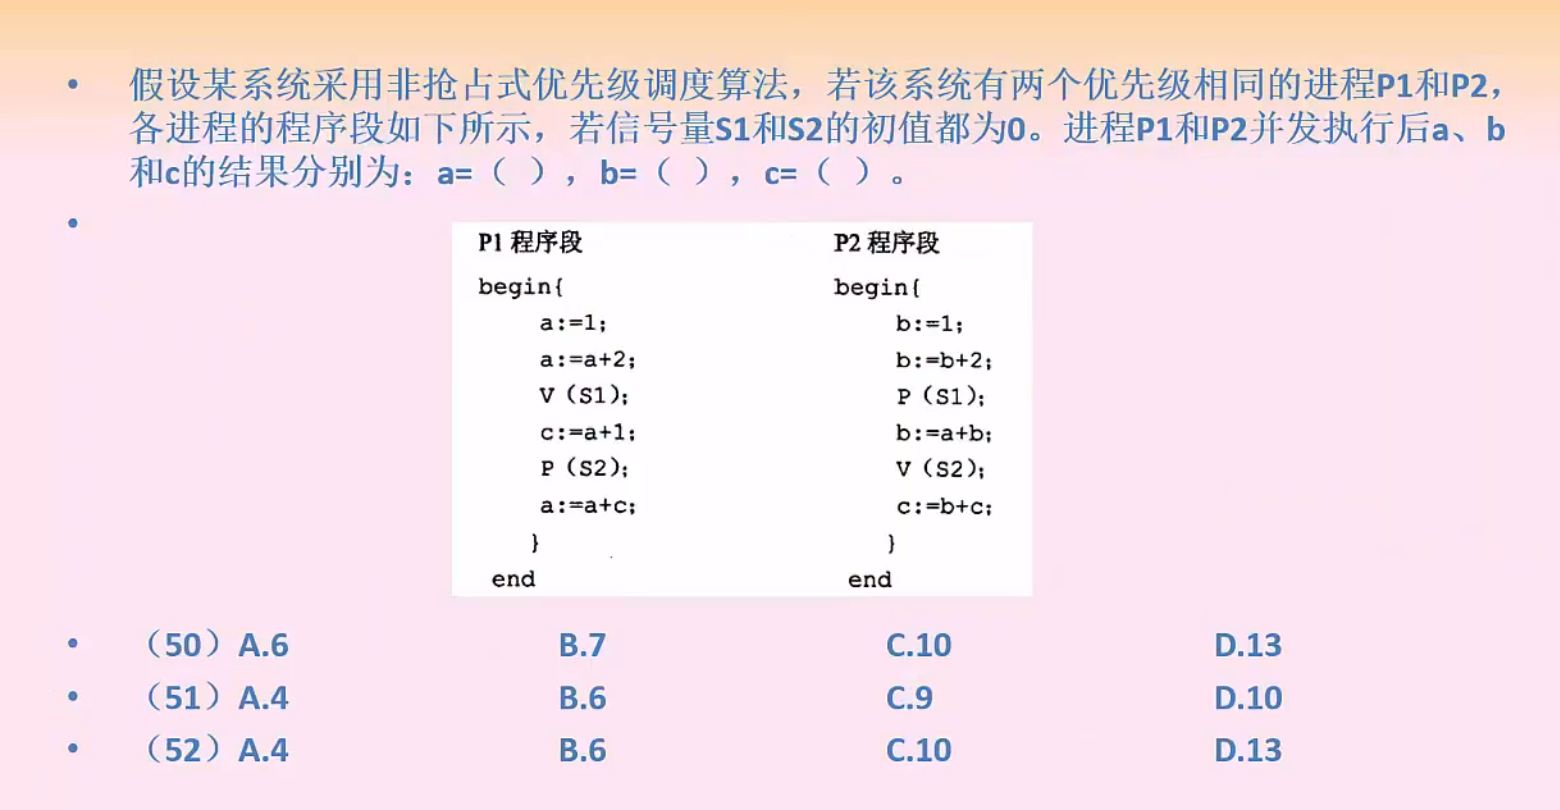 • 假设某系统采用非抢占式优先级调度算法，若该系统有两个优先级相同的进程P1和P2，
各进程的程序段如下所示，若信号量S1和S2的初值都为0。进程P1和P2并发执行后a、b
和c的结果分别为：a=（ ），b=（ ），c=（ ）。
•
P1 程序段 P2 程序段
begin{ begin{
a:=1; b:=1;
a:=a+2; b:=b+2;
V（S1); P（S1);
c:=a+1; b:=a+b;
P（S2); V（S2);
a:=a+c; c:=b+c;
} }
end end
• （50）A.6 B.7 C.10 D.13
• （51）A.4 B.6 C.9 D.10
• （52）A.4 B.6 C.10 D.13